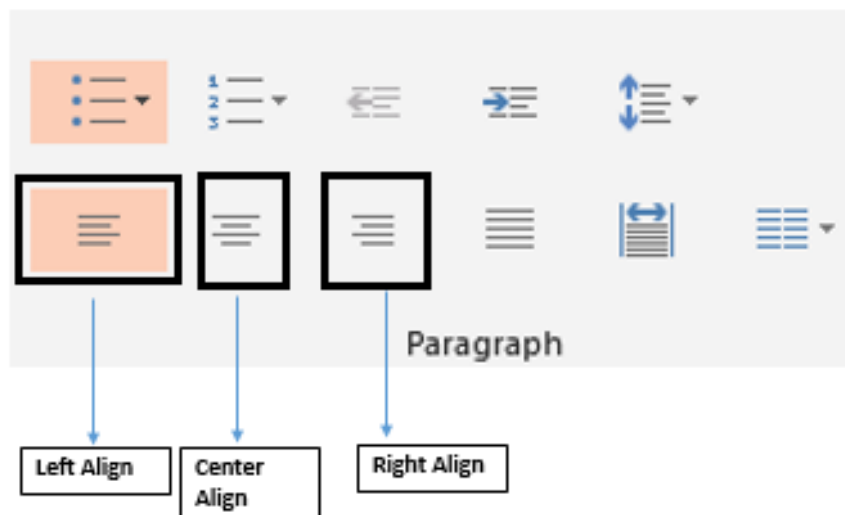 1
2
3
Paragraph
Left Align
Center
Align
Right Align